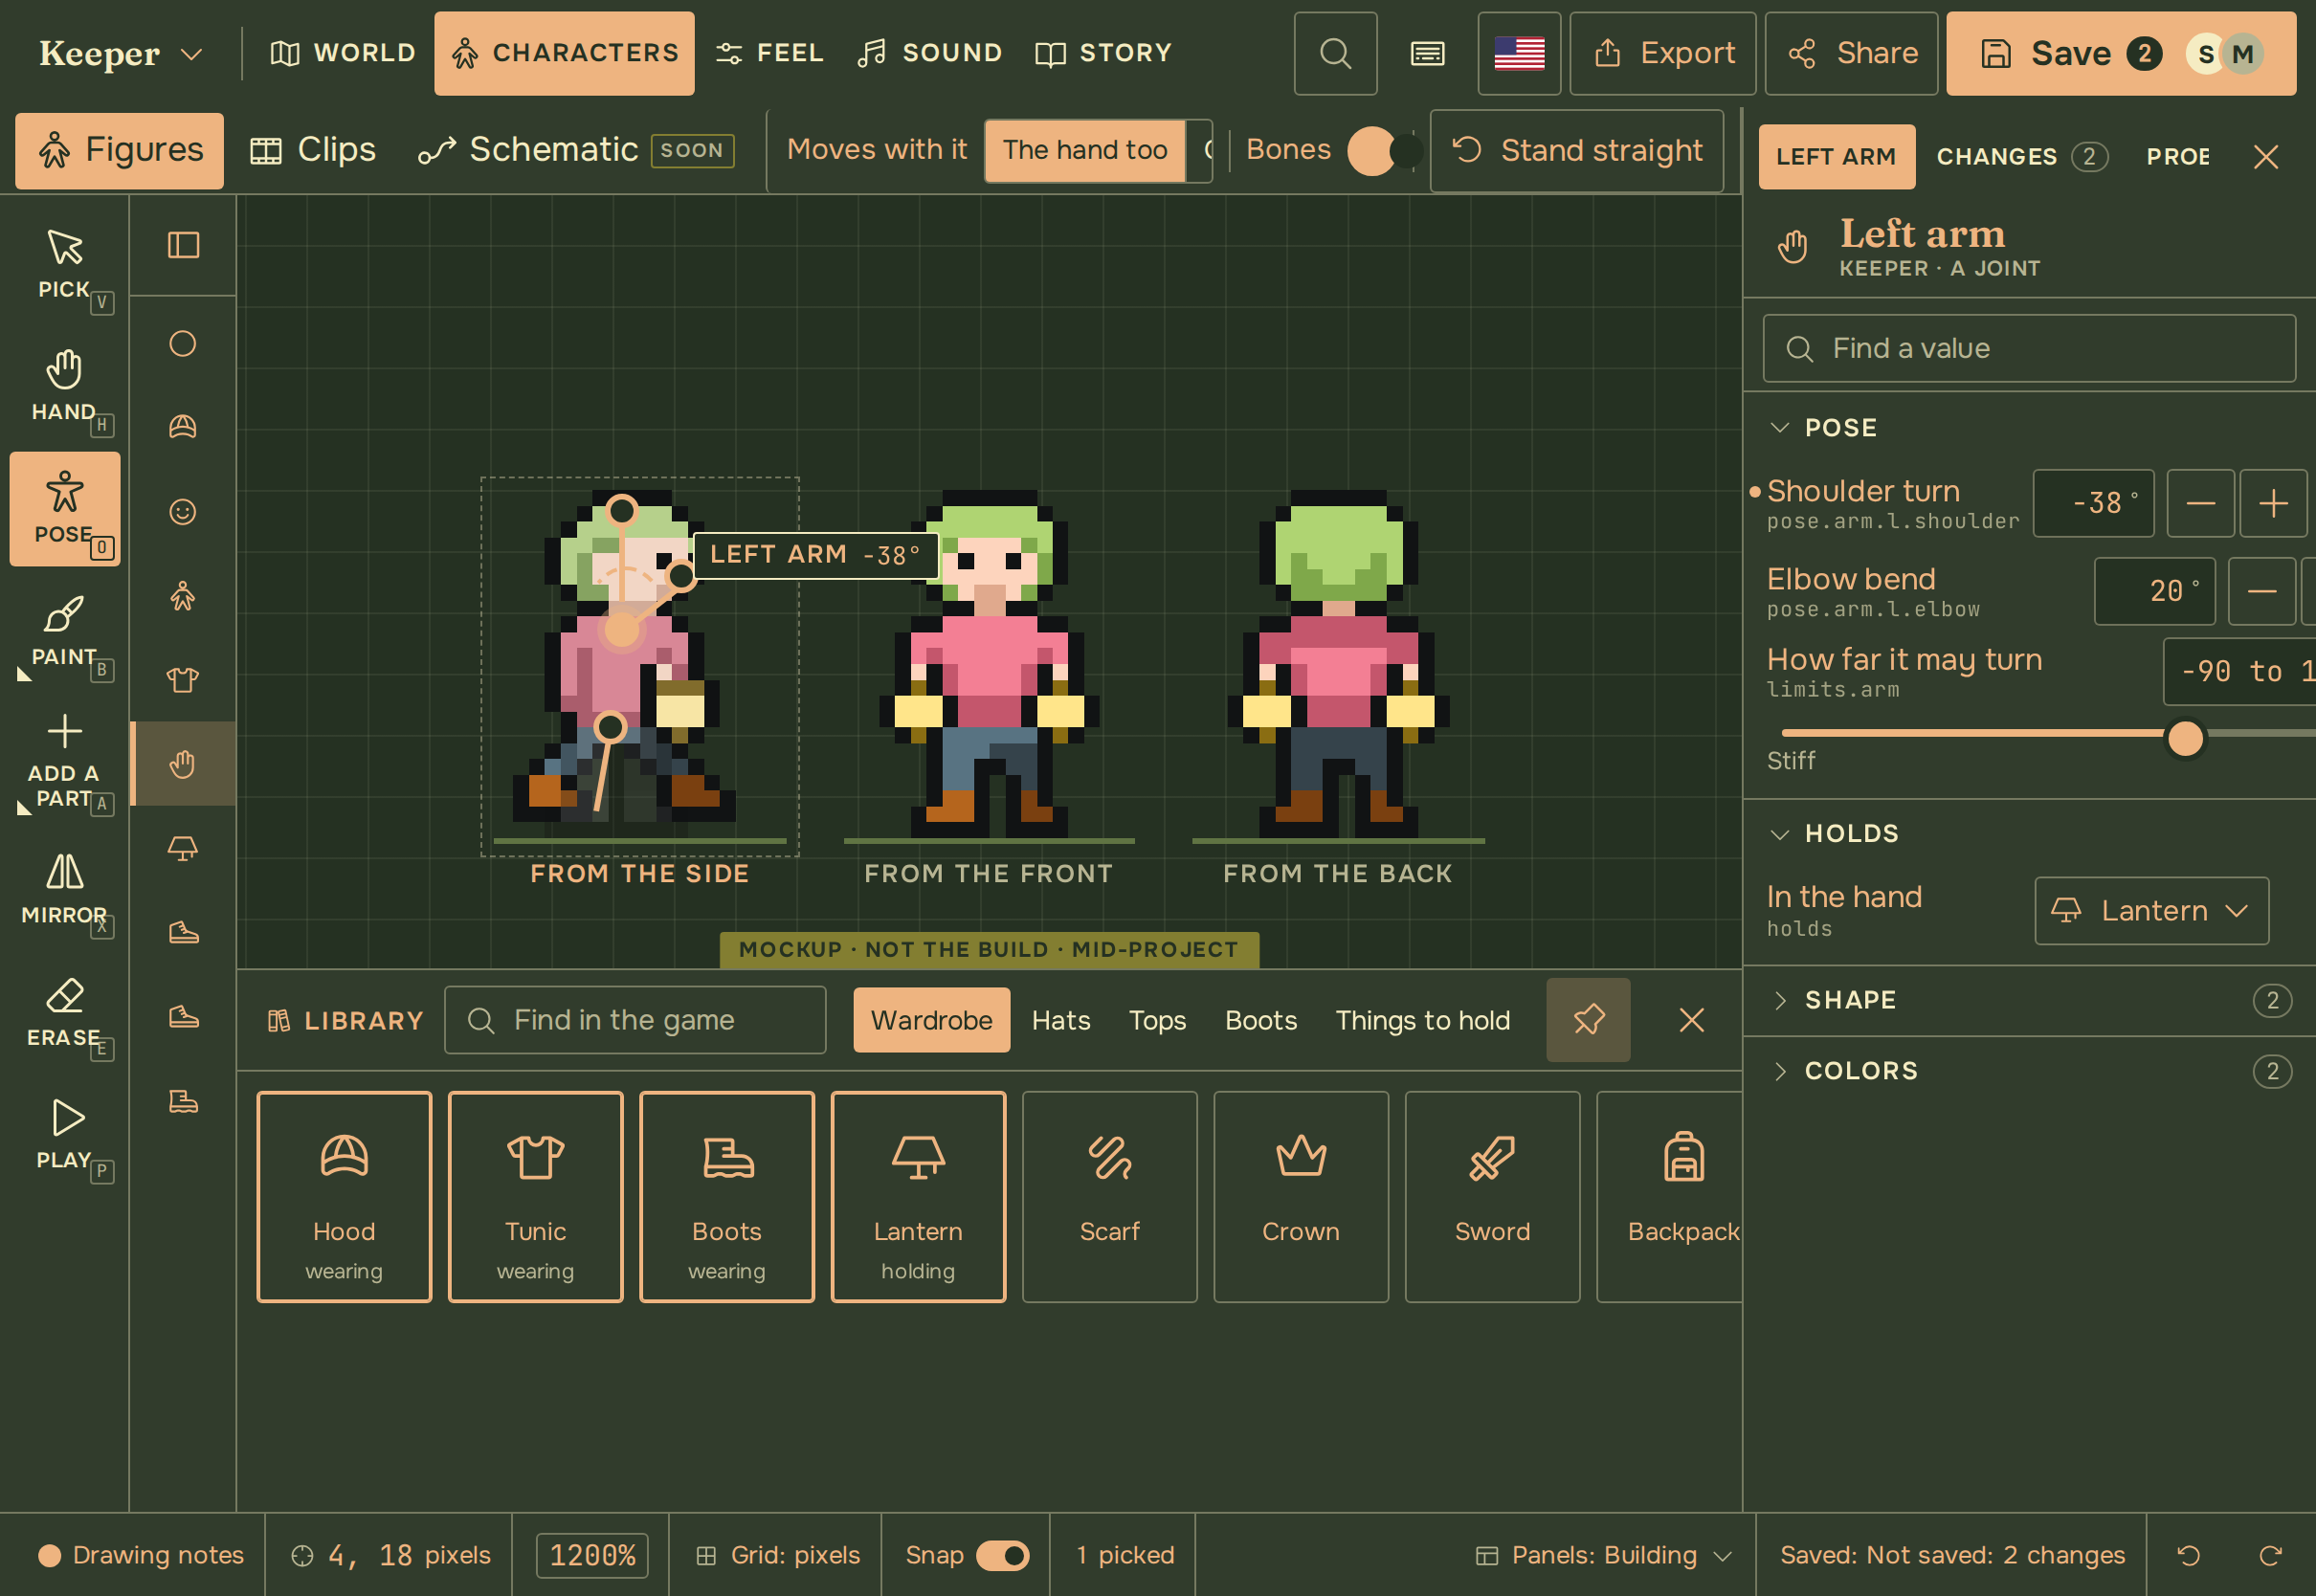 Keeper
WORLD
CHARACTERS
FEEL
SOUND
STORY
Export
Share
Save 2
S M
Figures
Clips
Schematic SOON
Moves with it
The hand too
Bones
Stand straight
LEFT ARM
CHANGES 2
Left arm
KEEPER · A JOINT
Find a value
PICK V
HAND H
POSE O
PAINT B
ADD A
PART A
MIRROR X
ERASE E
PLAY P
LEFT ARM -38°
FROM THE SIDE
FROM THE FRONT
FROM THE BACK
MOCKUP · NOT THE BUILD · MID-PROJECT
POSE
Shoulder turn
pose.arm.l.shoulder
-38°
Elbow bend
pose.arm.l.elbow
20°
How far it may turn
limits.arm
-90 to 1
Stiff
HOLDS
In the hand
holds
Lantern
SHAPE 2
COLORS 2
LIBRARY
Find in the game
Wardrobe
Hats
Tops
Boots
Things to hold
Hood
wearing
Tunic
wearing
Boots
wearing
Lantern
holding
Scarf
Crown
Sword
Backpack
Drawing notes
4, 18 pixels
1200%
Grid: pixels
Snap
1 picked
Panels: Building
Saved: Not saved: 2 changes